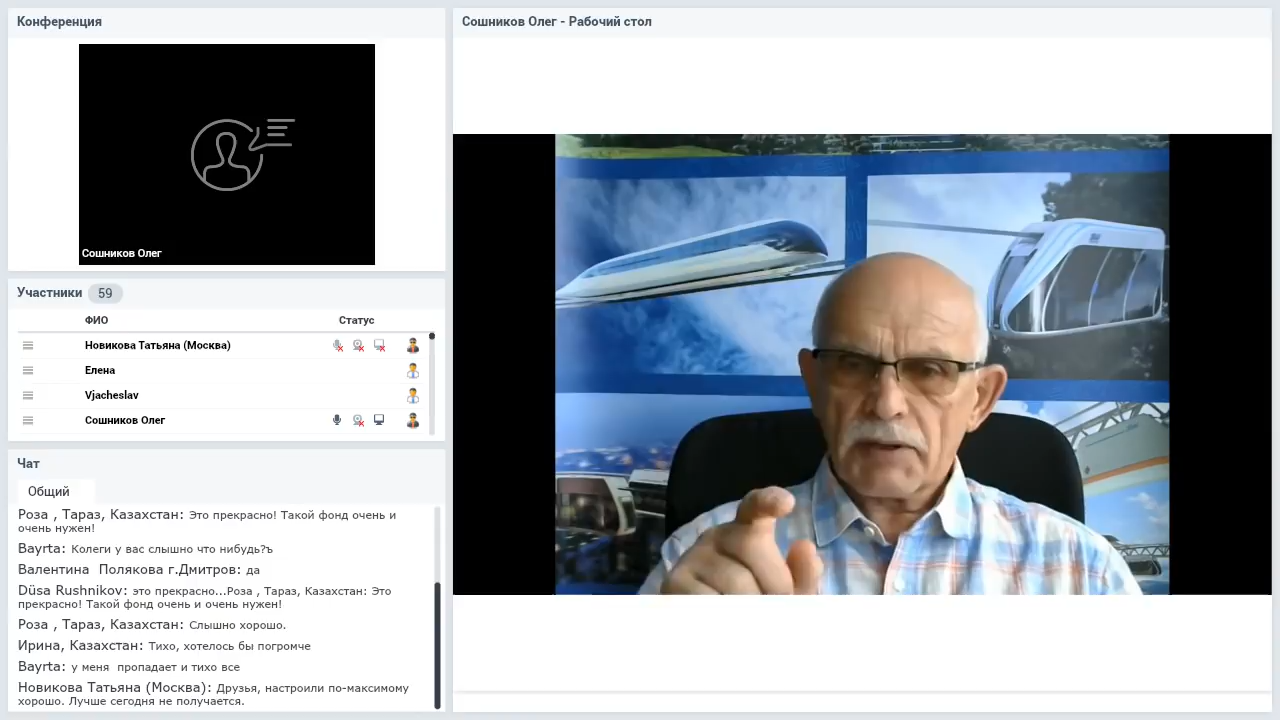 Конференция
Сошников Олег
Участники 59
ФИО Статус
Новикова Татьяна (Москва)
Елена
Vjacheslav
Сошников Олег
Чат
Общий
Роза , Тараз, Казахстан: Это прекрасно! Такой фонд очень и
очень нужен!
Bayrta: Колеги у вас слышно что нибудь?ъ
Валентина  Полякова г.Дмитров: да
Düsa Rushnikov: это прекрасно...Роза , Тараз, Казахстан: Это
прекрасно! Такой фонд очень и очень нужен!
Роза , Тараз, Казахстан: Слышно хорошо.
Ирина, Казахстан: Тихо, хотелось бы погромче
Bayrta: у меня  пропадает и тихо все
Новикова Татьяна (Москва): Друзья, настроили по-максимому
хорошо. Лучше сегодня не получается.
Сошников Олег - Рабочий стол